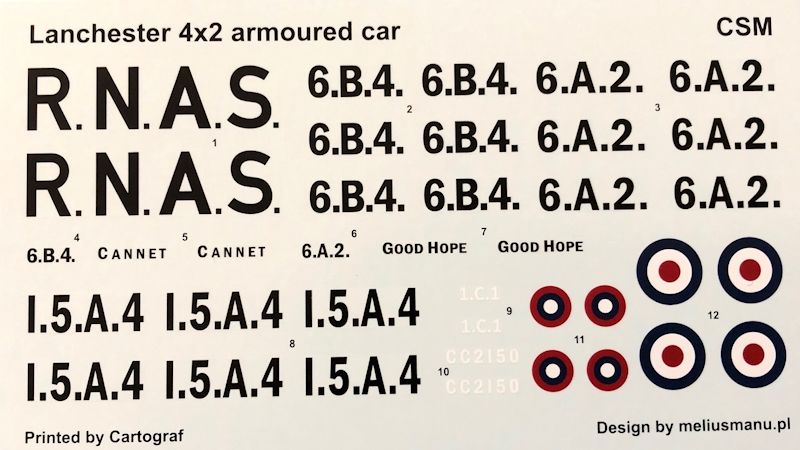 Lanchester 4x2 armoured car CSM
R.N.A.S. 6.B.4. 6.B.4. 6.A.2. 6.A.2.
1 2 3
6.B.4. 6.B.4. 6.A.2. 6.A.2.
R.N.A.S. 6.B.4. 6.B.4. 6.A.2. 6.A.2.
4 5 6 7
6.B.4. CANNET CANNET 6.A.2. GOOD HOPE GOOD HOPE
I.5.A.4 I.5.A.4 I.5.A.4 1.C.1 9
1.C.1
12
8 11
CC2150
I.5.A.4 I.5.A.4 I.5.A.4 10 CC2150
Printed by Cartograf Design by meliusmanu.pl